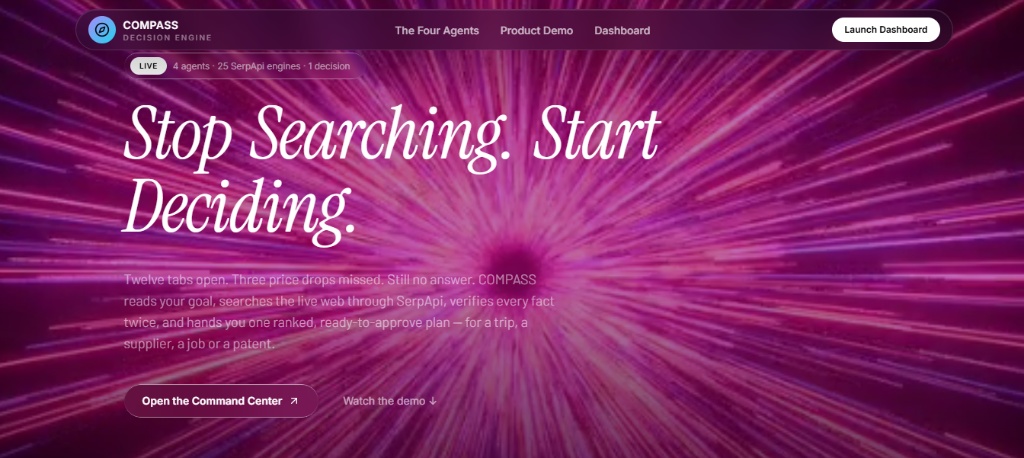 COMPASS
DECISION ENGINE
The Four Agents
Product Demo
Dashboard
Launch Dashboard
LIVE
4 agents · 25 SerpApi engines · 1 decision
Stop Searching. Start
Deciding.
Twelve tabs open. Three price drops missed. Still no answer. COMPASS
reads your goal, searches the live web through SerpApi, verifies every fact
twice, and hands you one ranked, ready-to-approve plan — for a trip, a
supplier, a job or a patent.
Open the Command Center ↗
Watch the demo ↓